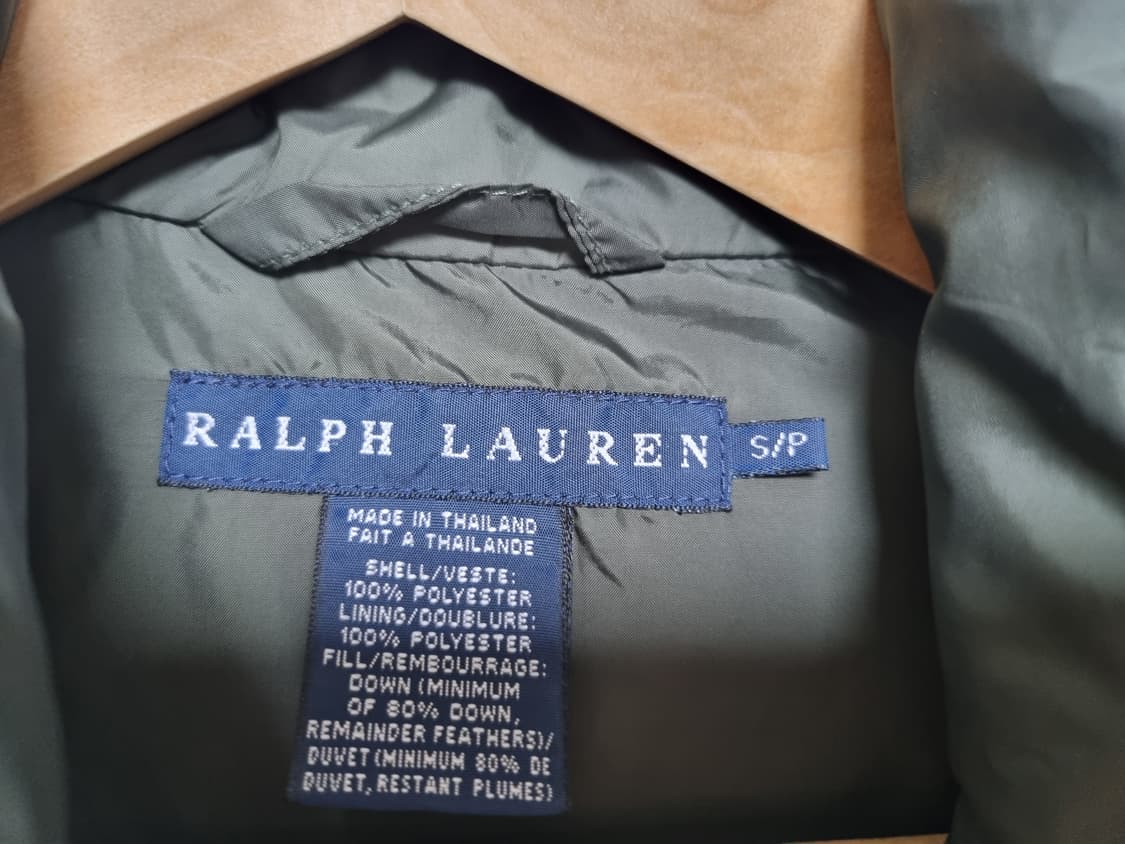 RALPH LAUREN
S/P
MADE IN THAILAND
FAIT A THAILANDE
SHELL/VESTE:
100% POLYESTER
LINING/DOUBLURE:
100% POLYESTER
FILL/REMBOURRAGE:
DOWN (MINIMUM
OF 80% DOWN,
REMAINDER FEATHERS)/
DUVET (MINIMUM 80% DE
DUVET, RESTANT PLUMES)